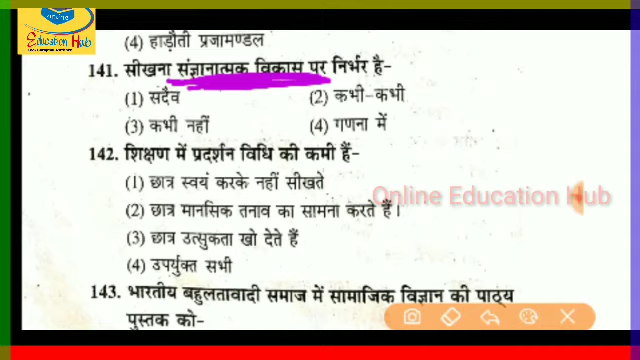 Online
Education Hub
(4) हाड़ौती प्रजामण्डल
141. सीखना संज्ञानात्मक विकास पर निर्भर है-
(1) सदैव (2) कभी-कभी
(3) कभी नहीं (4) गणना में
142. शिक्षण में प्रदर्शन विधि की कमी हैं-
(1) छात्र स्वयं करके नहीं सीखते
Online Education Hub
(2) छात्र मानसिक तनाव का सामना करते हैं।
(3) छात्र उत्सुकता खो देते हैं
(4) उपर्युक्त सभी
143. भारतीय बहुलतावादी समाज में सामाजिक विज्ञान की पाठ्य
पुस्तक को-